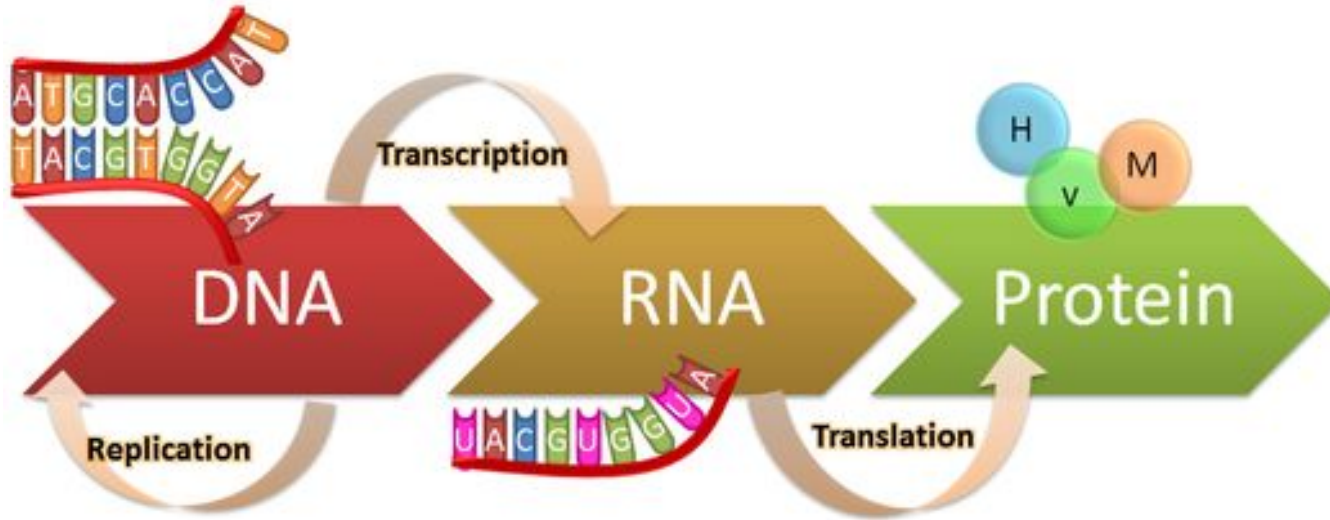 ATGCACCAT
TACGTGGTA
Transcription
H
V
M
DNA
RNA
Protein
Replication
UACGUGGUA
Translation